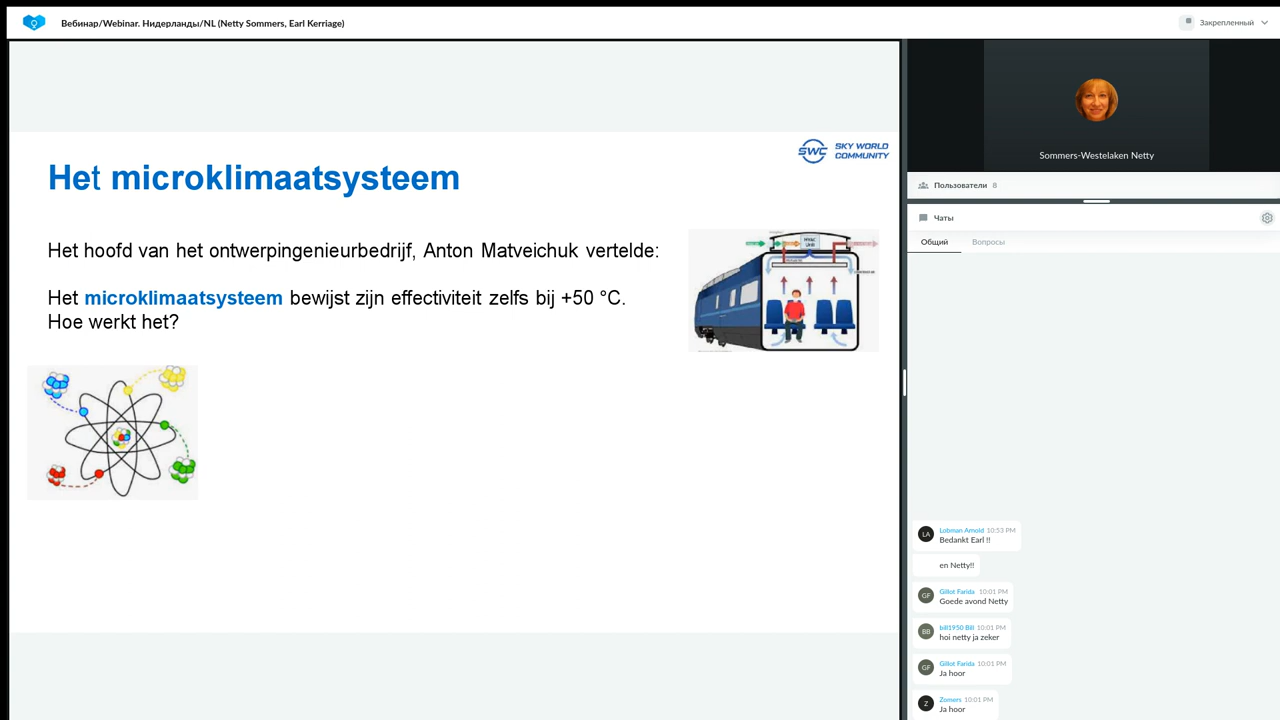 Вебинар/Webinar. Нидерланды/NL (Netty Sommers, Earl Kerriage)
Закрепленный
SWC SKY WORLD
COMMUNITY
Het microklimaatsysteem
Het hoofd van het ontwerpingenieurbedrijf, Anton Matveichuk vertelde:
Het microklimaatsysteem bewijst zijn effectiviteit zelfs bij +50 °C.
Hoe werkt het?
Sommers-Westelaken Netty
Пользователи 8
Чаты
Общий Вопросы
LA Lobman Arnold 10:53 PM
Bedankt Earl !!
en Netty!!
GF Gillot Farida 10:01 PM
Goede avond Netty
BB bill1950 Bill 10:01 PM
hoi netty ja zeker
GF Gillot Farida 10:01 PM
Ja hoor
Z Zomers 10:01 PM
Ja hoor